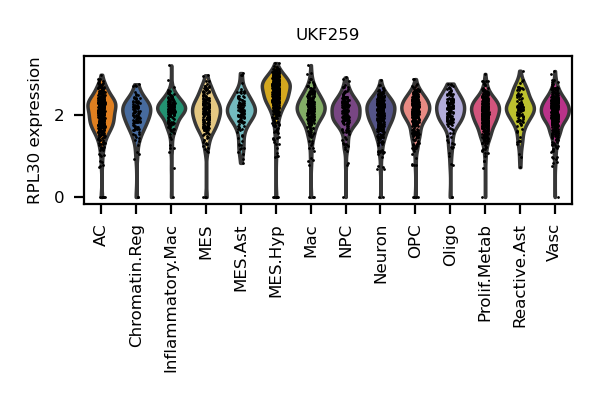 UKF259
RPL30 expression
2
0
AC
Chromatin.Reg
Inflammatory.Mac
MES
MES.Ast
MES.Hyp
Mac
NPC
Neuron
OPC
Oligo
Prolif.Metab
Reactive.Ast
Vasc